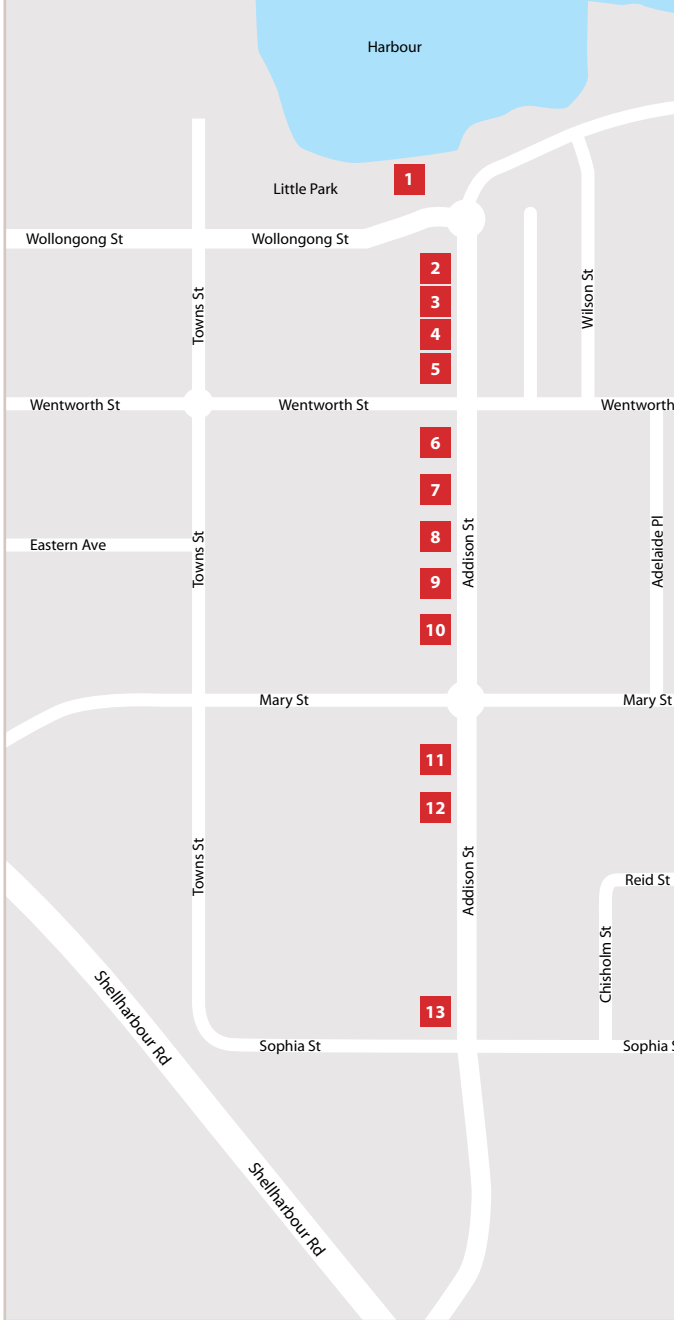 Harbour
1
Little Park
Wollongong St
Wollongong St
2
3
Wilson St
Towns St
4
5
Wentworth St
Wentworth St
Wentworth
6
7
8
Eastern Ave
Towns St
Addison St
Adelaide Pl
9
10
Mary St
Mary St
11
12
Towns St
Addison St
Reid St
Chisholm St
Shellharbour Rd
13
Sophia St
Sophia S
Shellharbour Rd